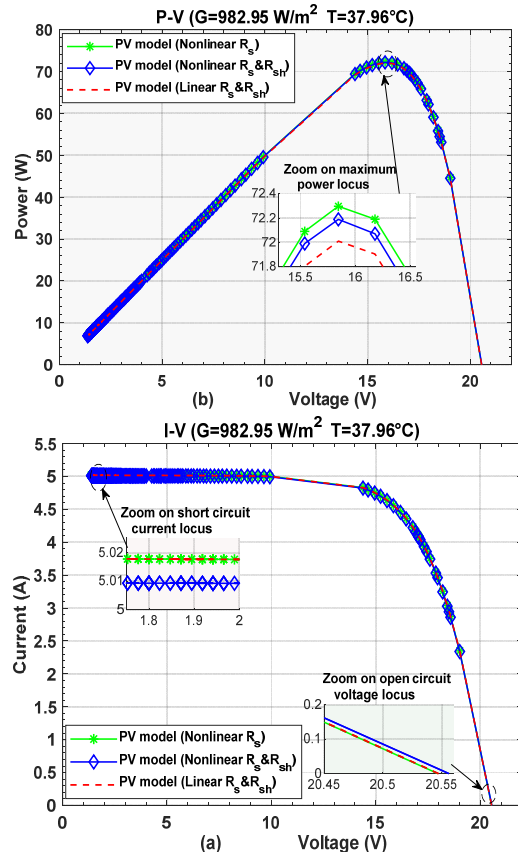 P-V (G=982.95 W/m² T=37.96°C)
80
70
60
50
40
30
20
10
0
Power (W)
PV model (Nonlinear Rs)
PV model (Nonlinear Rs&Rsh)
PV model (Linear Rs&Rsh)
Zoom on maximum
power locus
72.4
72.2
72
71.8
15.5 16 16.5
0 5 10 15 20
(b) Voltage (V)
I-V (G=982.95 W/m² T=37.96°C)
5.5
5
4.5
4
3.5
3
2.5
2
1.5
1
0.5
0
Current (A)
Zoom on short circuit
current locus
5.02
5.01
5
1.8 1.9 2
Zoom on open circuit
voltage locus
0.2
0.1
0
20.45 20.5 20.55
PV model (Nonlinear Rs)
PV model (Nonlinear Rs&Rsh)
PV model (Linear Rs&Rsh)
0 5 10 15 20
(a) Voltage (V)